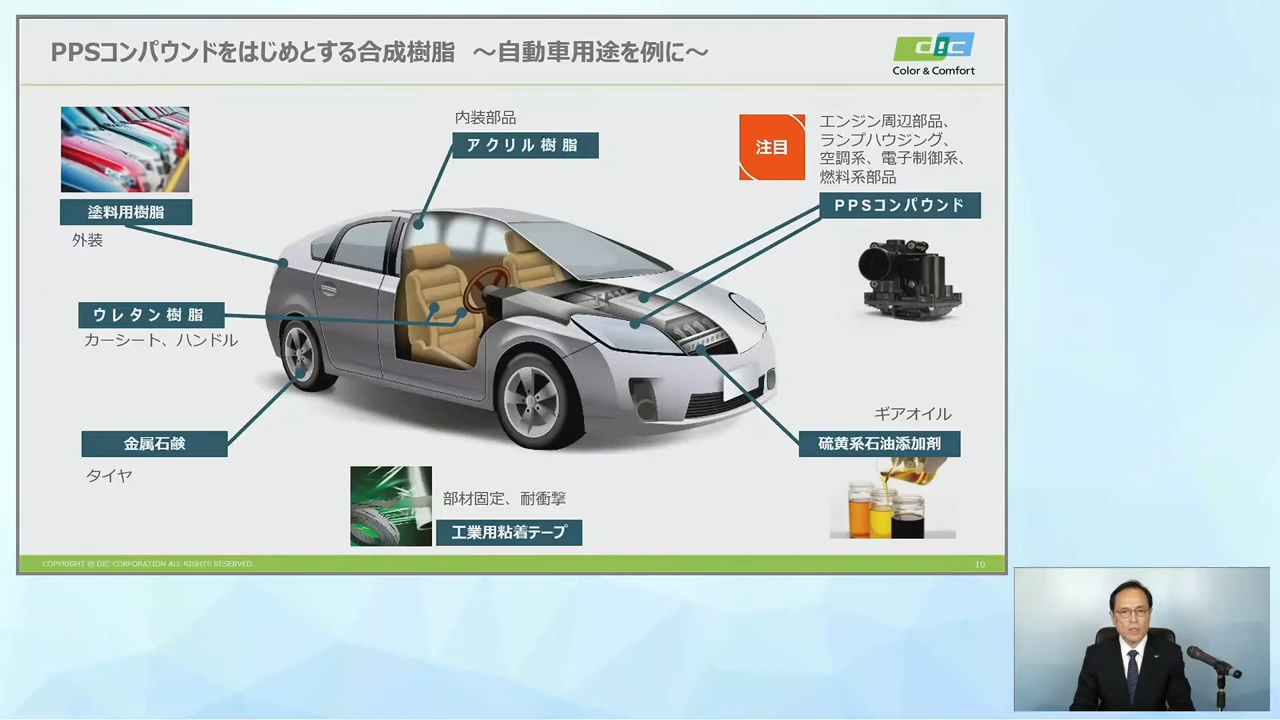 PPSコンパウンドをはじめとする合成樹脂 ～自動車用途を例に～
DIC
Color & Comfort
内装部品
アクリル樹脂
注目
エンジン周辺部品、
ランプハウジング、
空調系、電子制御系、
燃料系部品
PPSコンパウンド
塗料用樹脂
外装
ウレタン樹脂
カーシート、ハンドル
ギアオイル
硫黄系石油添加剤
金属石鹸
タイヤ
部材固定、耐衝撃
工業用粘着テープ
COPYRIGHT © DIC CORPORATION ALL RIGHTS RESERVED.
10